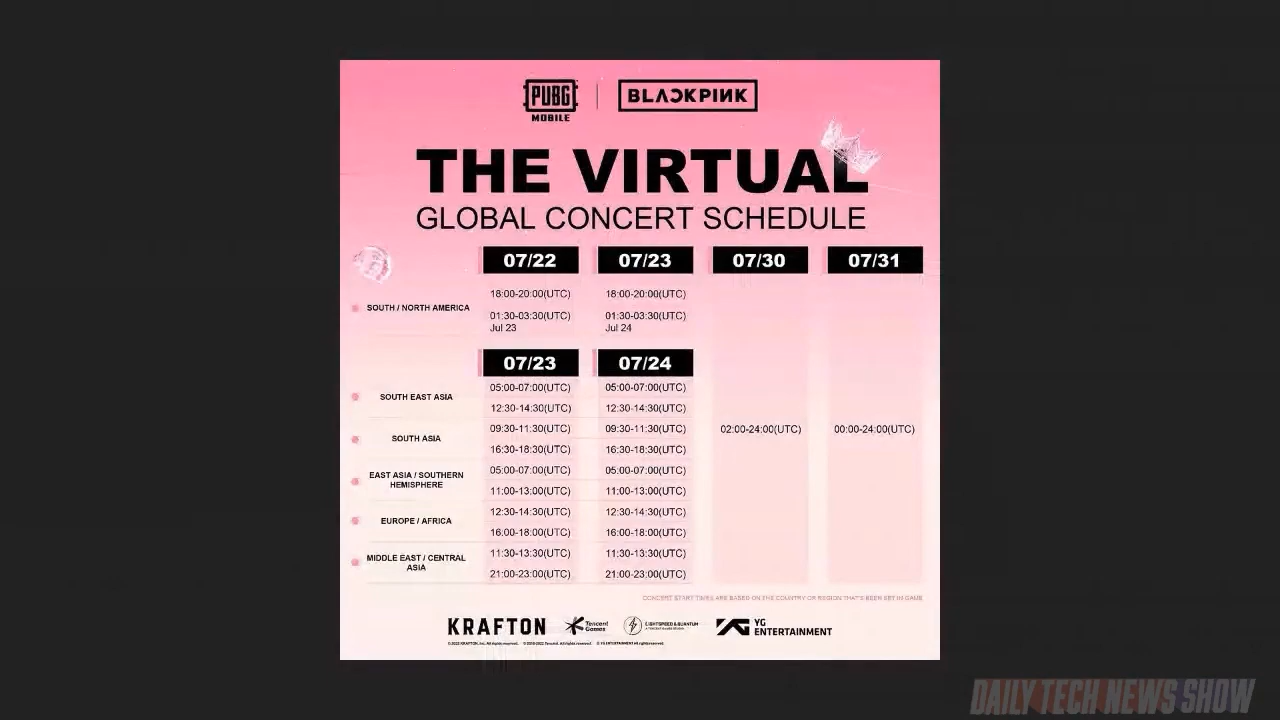 PUBG MOBILE | BLACKPINK
THE VIRTUAL
GLOBAL CONCERT SCHEDULE
07/22 07/23 07/30 07/31
SOUTH / NORTH AMERICA
18:00-20:00(UTC) 18:00-20:00(UTC)
01:30-03:30(UTC) 01:30-03:30(UTC)
Jul 23 Jul 24
07/23 07/24
SOUTH EAST ASIA
05:00-07:00(UTC) 05:00-07:00(UTC)
12:30-14:30(UTC) 12:30-14:30(UTC)
SOUTH ASIA
09:30-11:30(UTC) 09:30-11:30(UTC)
16:30-18:30(UTC) 16:30-18:30(UTC)
02:00-24:00(UTC) 00:00-24:00(UTC)
EAST ASIA / SOUTHERN
HEMISPHERE
05:00-07:00(UTC) 05:00-07:00(UTC)
11:00-13:00(UTC) 11:00-13:00(UTC)
EUROPE / AFRICA
12:30-14:30(UTC) 12:30-14:30(UTC)
16:00-18:00(UTC) 16:00-18:00(UTC)
MIDDLE EAST / CENTRAL
ASIA
11:30-13:30(UTC) 11:30-13:30(UTC)
21:00-23:00(UTC) 21:00-23:00(UTC)
CONCERT START TIMES ARE BASED ON THE COUNTRY OR REGION THAT'S BEEN SET IN GAME
KRAFTON Tencent Games LIGHTSPEED & QUANTUM YG ENTERTAINMENT
DAILY TECH NEWS SHOW